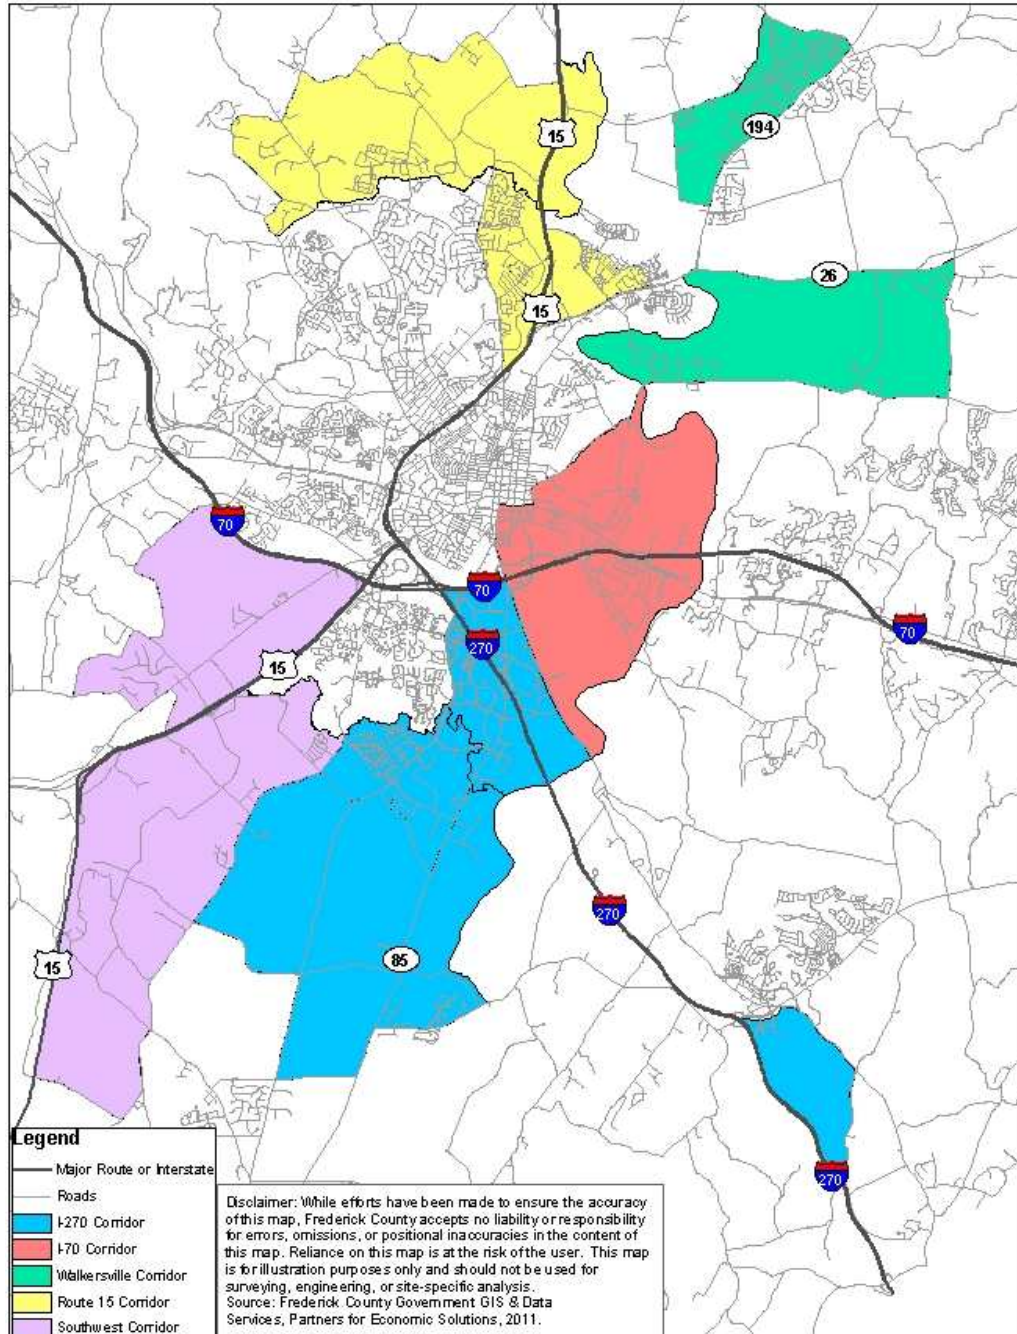 15
194
26
15
70
70
270
70
15
270
85
15
270
Legend
Major Route or Interstate
Roads
I-270 Corridor
I-70 Corridor
Walkersville Corridor
Route 15 Corridor
Southwest Corridor
Disclaimer: While efforts have been made to ensure the accuracy
of this map, Frederick County accepts no liability or responsibility
for errors, omissions, or positional inaccuracies in the content of
this map. Reliance on this map is at the risk of the user. This map
is for illustration purposes only and should not be used for
surveying, engineering, or site-specific analysis.
Source: Frederick County Government GIS & Data
Services, Partners for Economic Solutions, 2011.